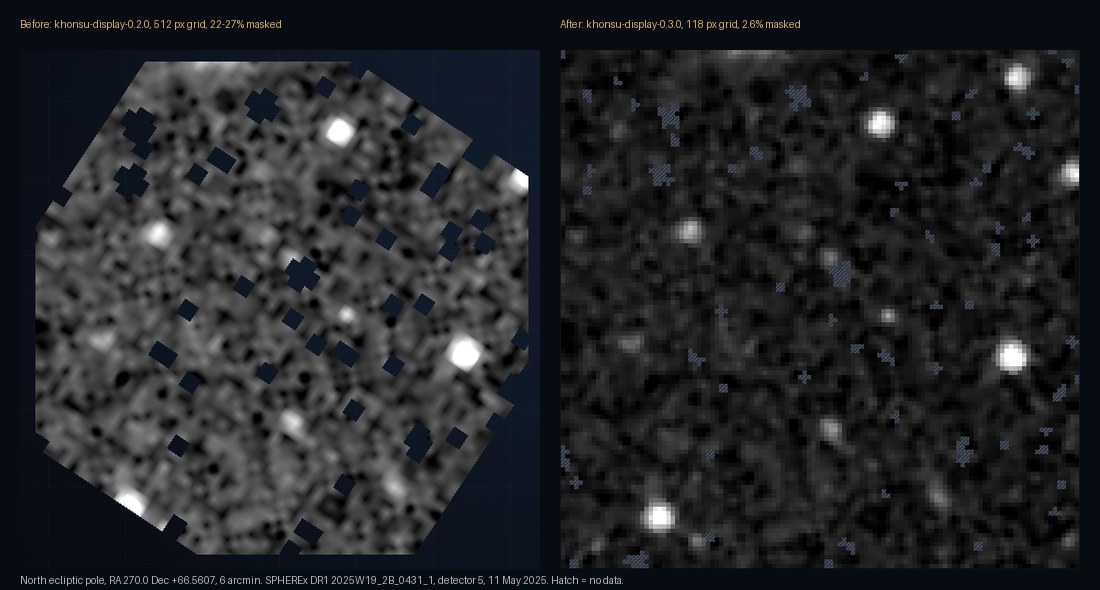 Before: khonsu-display-0.2.0, 512 px grid, 22-27% masked
After: khonsu-display-0.3.0, 118 px grid, 2.6% masked
North ecliptic pole, RA 270.0 Dec +66.5607, 6 arcmin. SPHEREx DR1 2025W19_2B_0431_1, detector 5, 11 May 2025. Hatch = no data.